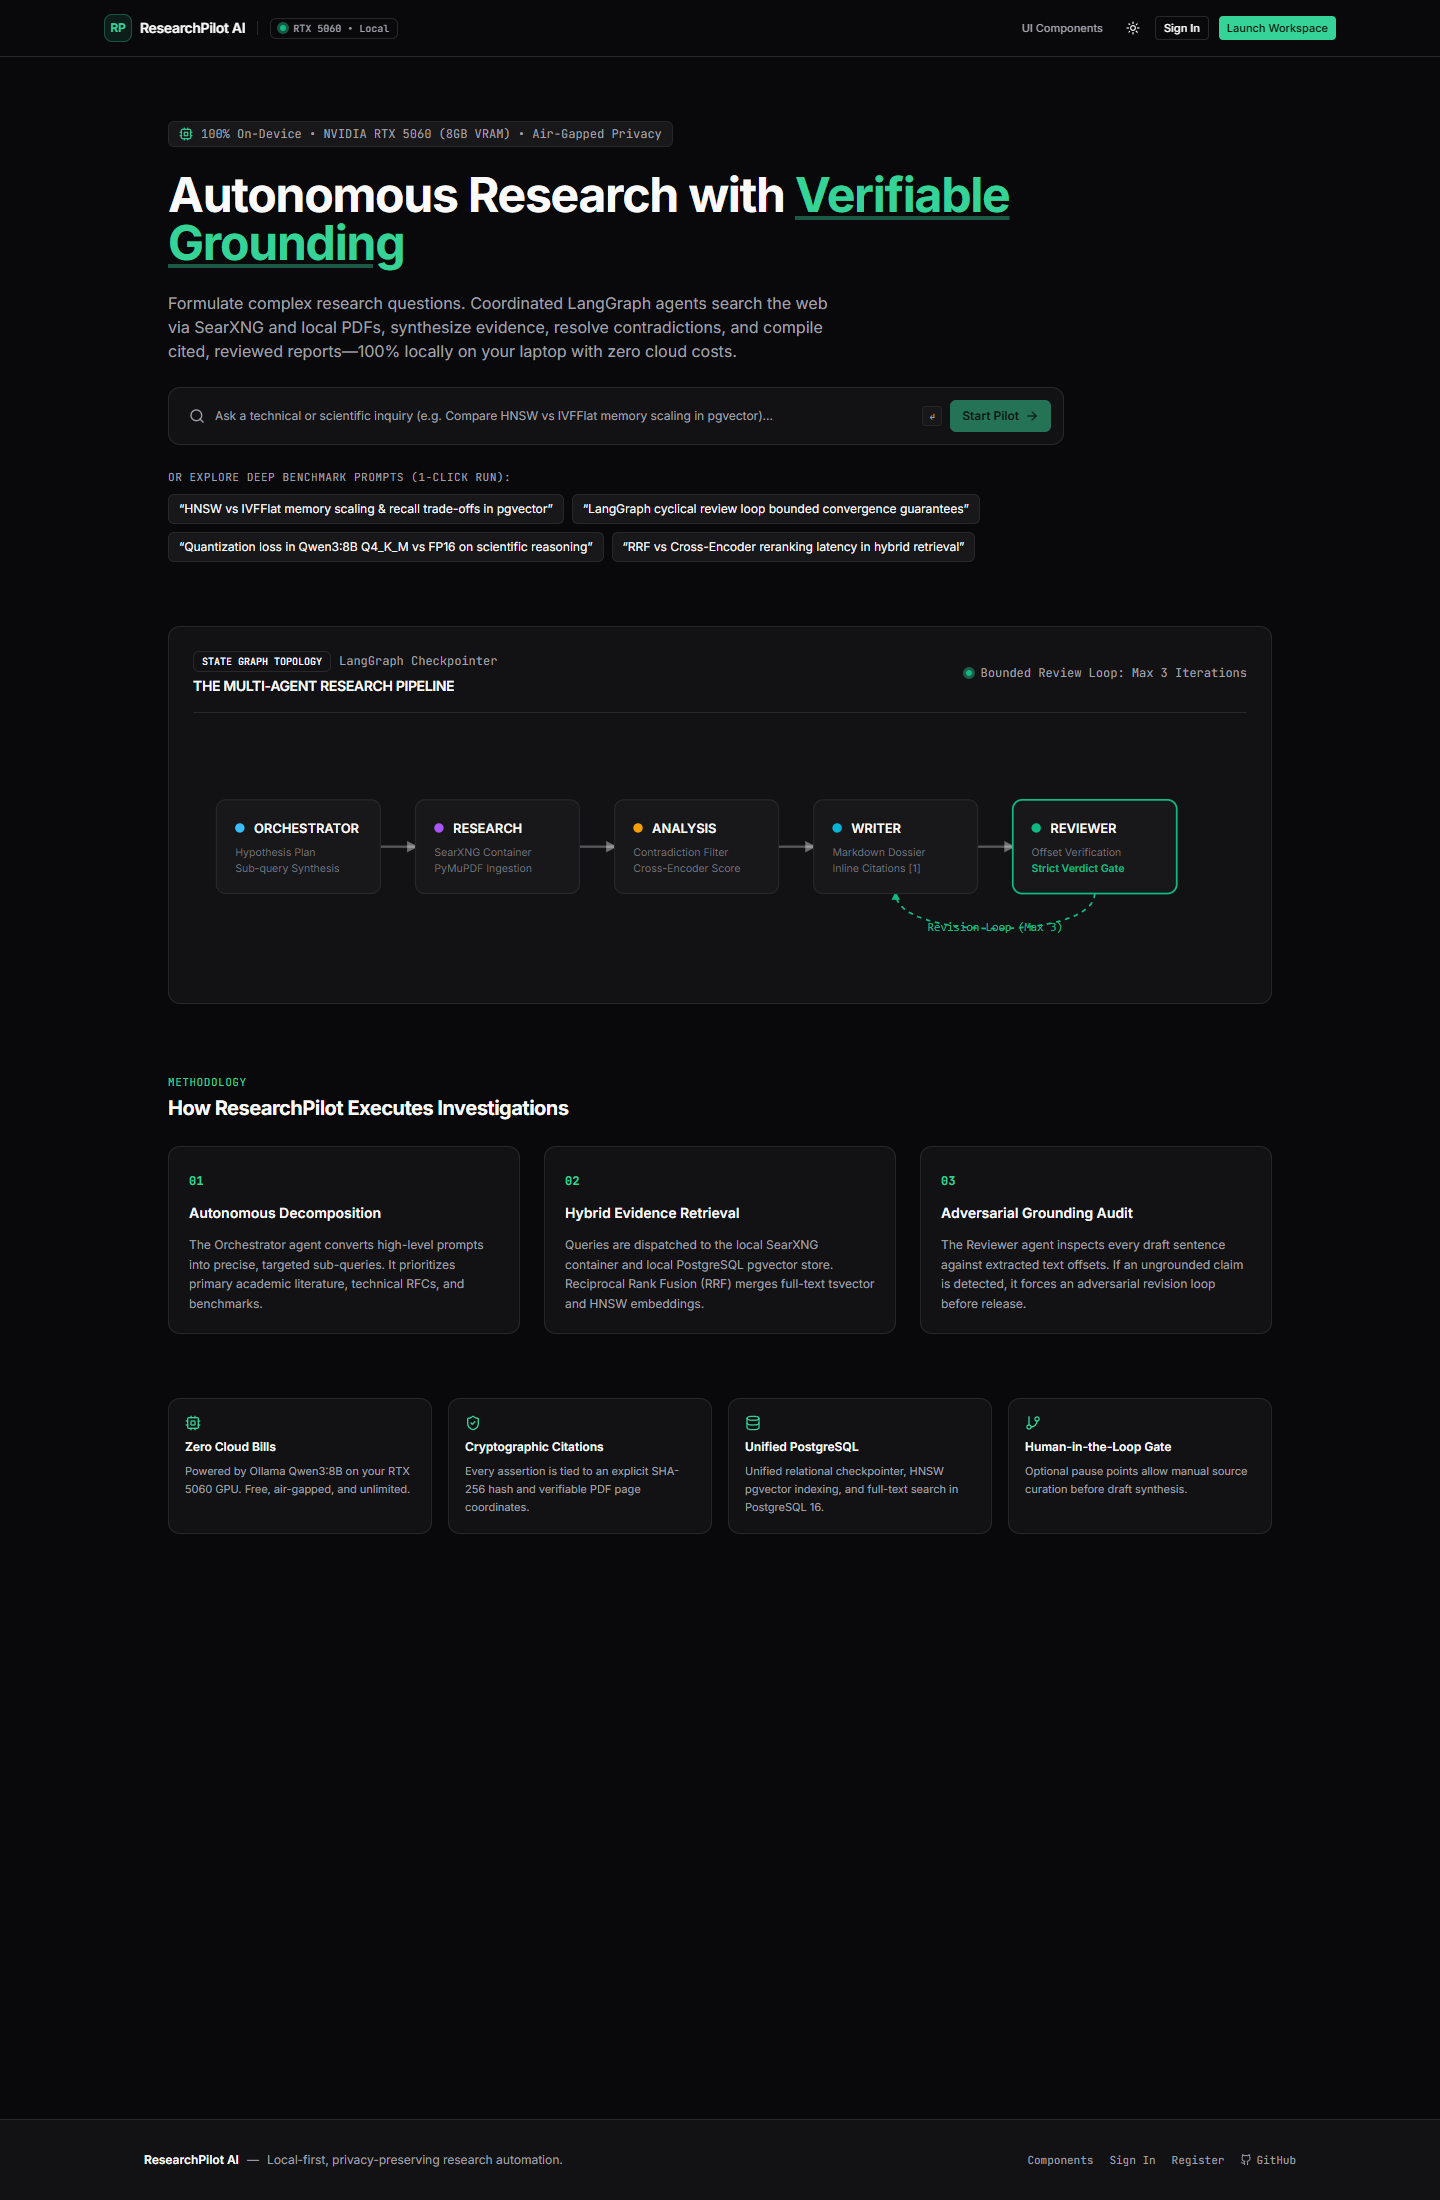 RP ResearchPilot AI RTX 5060 • Local UI Components Sign In Launch Workspace
100% On-Device • NVIDIA RTX 5060 (8GB VRAM) • Air-Gapped Privacy
Autonomous Research with Verifiable
Grounding
Formulate complex research questions. Coordinated LangGraph agents search the web
via SearXNG and local PDFs, synthesize evidence, resolve contradictions, and compile
cited, reviewed reports—100% locally on your laptop with zero cloud costs.
Ask a technical or scientific inquiry (e.g. Compare HNSW vs IVFFlat memory scaling in pgvector)... ↵ Start Pilot →
OR EXPLORE DEEP BENCHMARK PROMPTS (1-CLICK RUN):
"HNSW vs IVFFlat memory scaling & recall trade-offs in pgvector" "LangGraph cyclical review loop bounded convergence guarantees"
"Quantization loss in Qwen3:8B Q4_K_M vs FP16 on scientific reasoning" "RRF vs Cross-Encoder reranking latency in hybrid retrieval"
STATE GRAPH TOPOLOGY LangGraph Checkpointer
THE MULTI-AGENT RESEARCH PIPELINE
Bounded Review Loop: Max 3 Iterations
ORCHESTRATOR
Hypothesis Plan
Sub-query Synthesis
RESEARCH
SearXNG Container
PyMuPDF Ingestion
ANALYSIS
Contradiction Filter
Cross-Encoder Score
WRITER
Markdown Dossier
Inline Citations [1]
REVIEWER
Offset Verification
Strict Verdict Gate
Revision Loop (Max 3)
METHODOLOGY
How ResearchPilot Executes Investigations
01
Autonomous Decomposition
The Orchestrator agent converts high-level prompts
into precise, targeted sub-queries. It prioritizes
primary academic literature, technical RFCs, and
benchmarks.
02
Hybrid Evidence Retrieval
Queries are dispatched to the local SearXNG
container and local PostgreSQL pgvector store.
Reciprocal Rank Fusion (RRF) merges full-text tsvector
and HNSW embeddings.
03
Adversarial Grounding Audit
The Reviewer agent inspects every draft sentence
against extracted text offsets. If an ungrounded claim
is detected, it forces an adversarial revision loop
before release.
Zero Cloud Bills
Powered by Ollama Qwen3:8B on your RTX
5060 GPU. Free, air-gapped, and unlimited.
Cryptographic Citations
Every assertion is tied to an explicit SHA-
256 hash and verifiable PDF page
coordinates.
Unified PostgreSQL
Unified relational checkpointer, HNSW
pgvector indexing, and full-text search in
PostgreSQL 16.
Human-in-the-Loop Gate
Optional pause points allow manual source
curation before draft synthesis.
ResearchPilot AI — Local-first, privacy-preserving research automation. Components Sign In Register GitHub